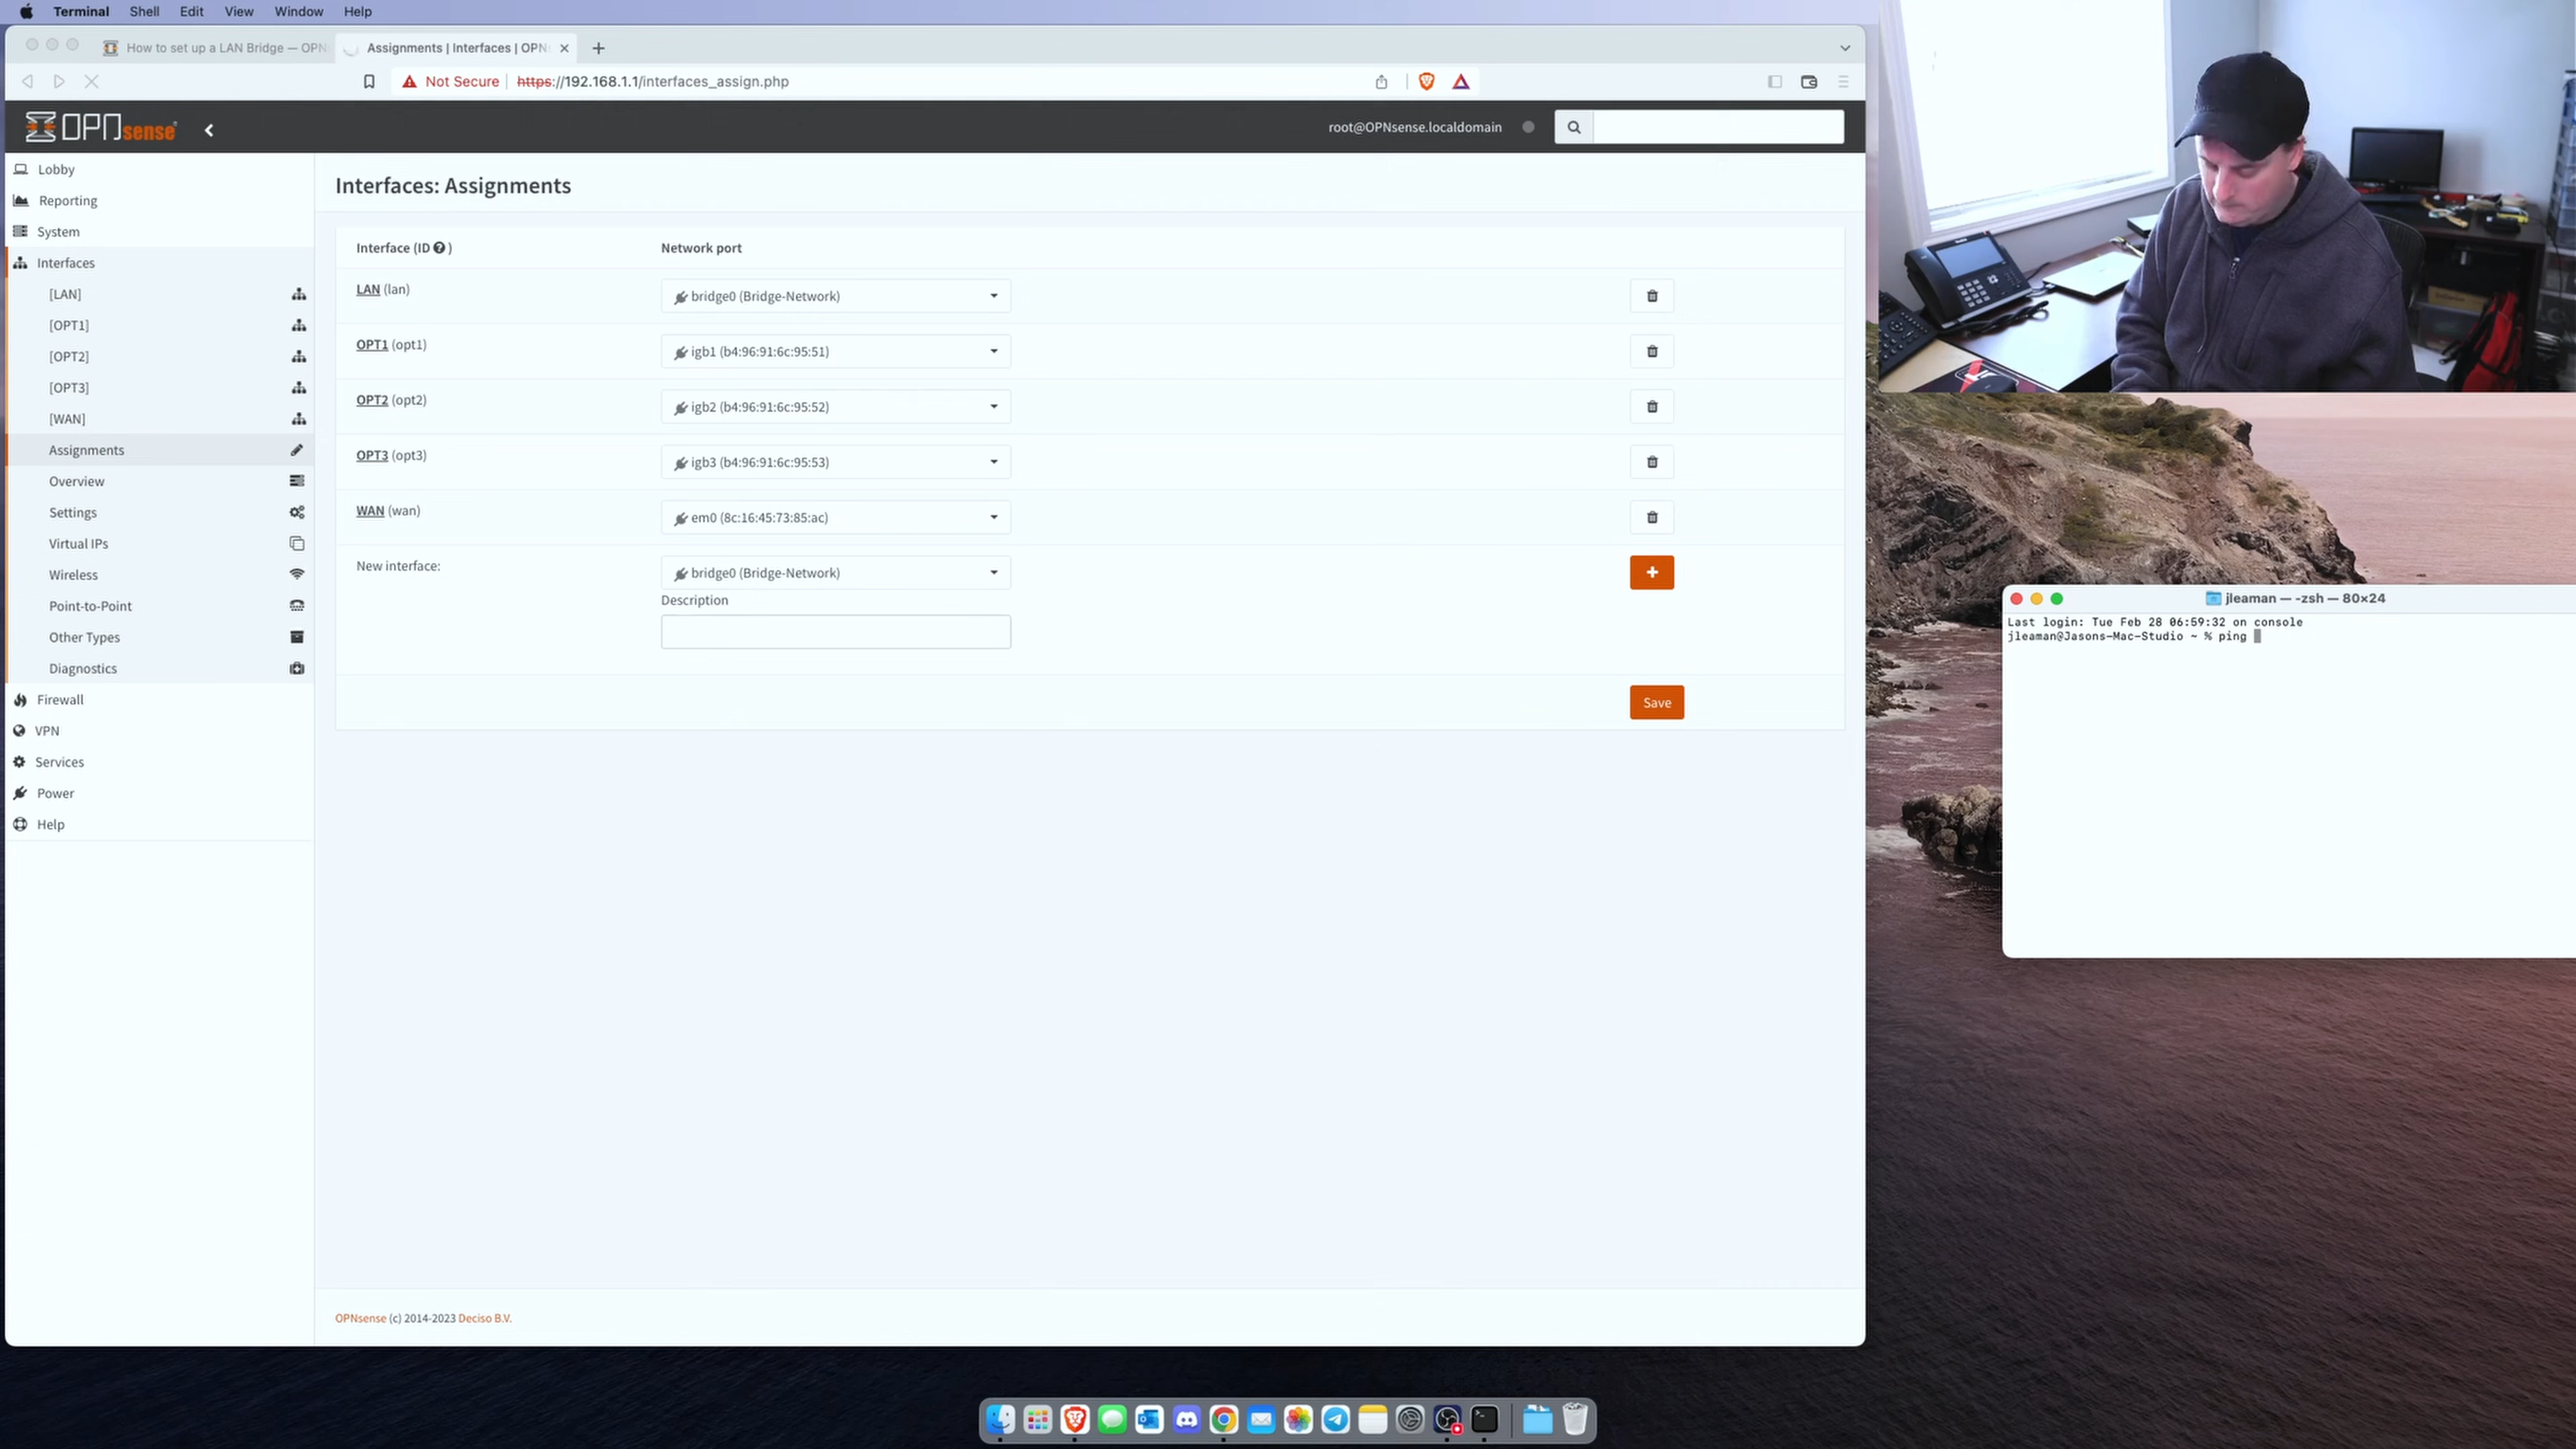 Terminal Shell Edit View Window Help
How to set up a LAN Bridge — OPN
Assignments | Interfaces | OPN
Not Secure https://192.168.1.1/interfaces_assign.php
OPNsense
root@OPNsense.localdomain
Lobby
Reporting
System
Interfaces
[LAN]
[OPT1]
[OPT2]
[OPT3]
[WAN]
Assignments
Overview
Settings
Virtual IPs
Wireless
Point-to-Point
Other Types
Diagnostics
Firewall
VPN
Services
Power
Help
Interfaces: Assignments
Interface (ID ?) Network port
LAN (lan) bridge0 (Bridge-Network)
OPT1 (opt1) igb1 (b4:96:91:6c:95:51)
OPT2 (opt2) igb2 (b4:96:91:6c:95:52)
OPT3 (opt3) igb3 (b4:96:91:6c:95:53)
WAN (wan) em0 (8c:16:45:73:85:ac)
New interface: bridge0 (Bridge-Network)
Description
Save
OPNsense (c) 2014-2023 Deciso B.V.
jleaman — -zsh — 80×24
Last login: Tue Feb 28 06:59:32 on console
jleaman@Jasons-Mac-Studio ~ % ping